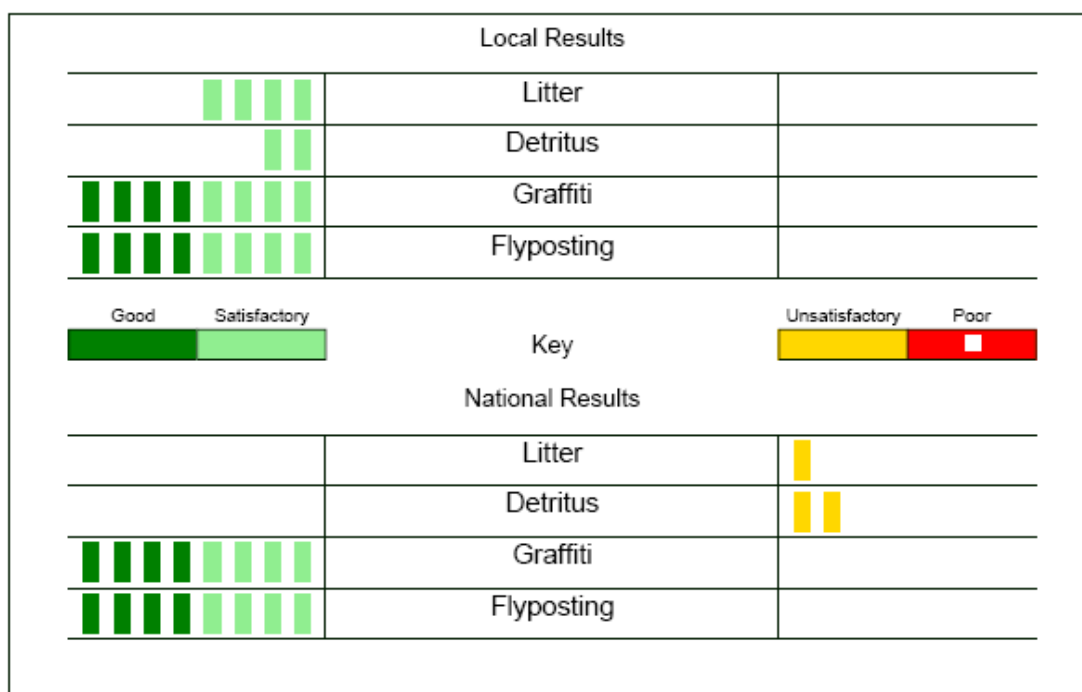 Local Results
Litter
Detritus
Graffiti
Flyposting
Good Satisfactory Key Unsatisfactory Poor
National Results
Litter
Detritus
Graffiti
Flyposting